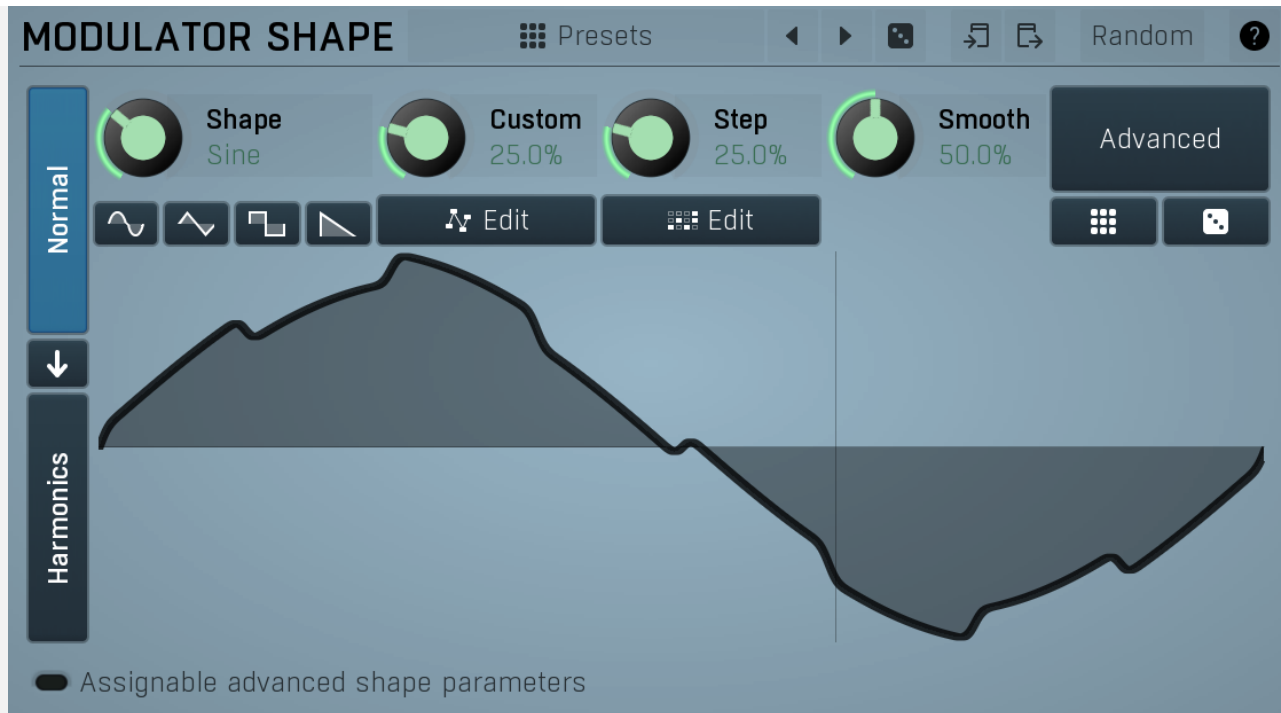 MODULATOR SHAPE
Presets
Random
?
Normal
Shape
Sine
Custom
25.0%
Step
25.0%
Smooth
50.0%
Advanced
Edit
Edit
Harmonics
Assignable advanced shape parameters